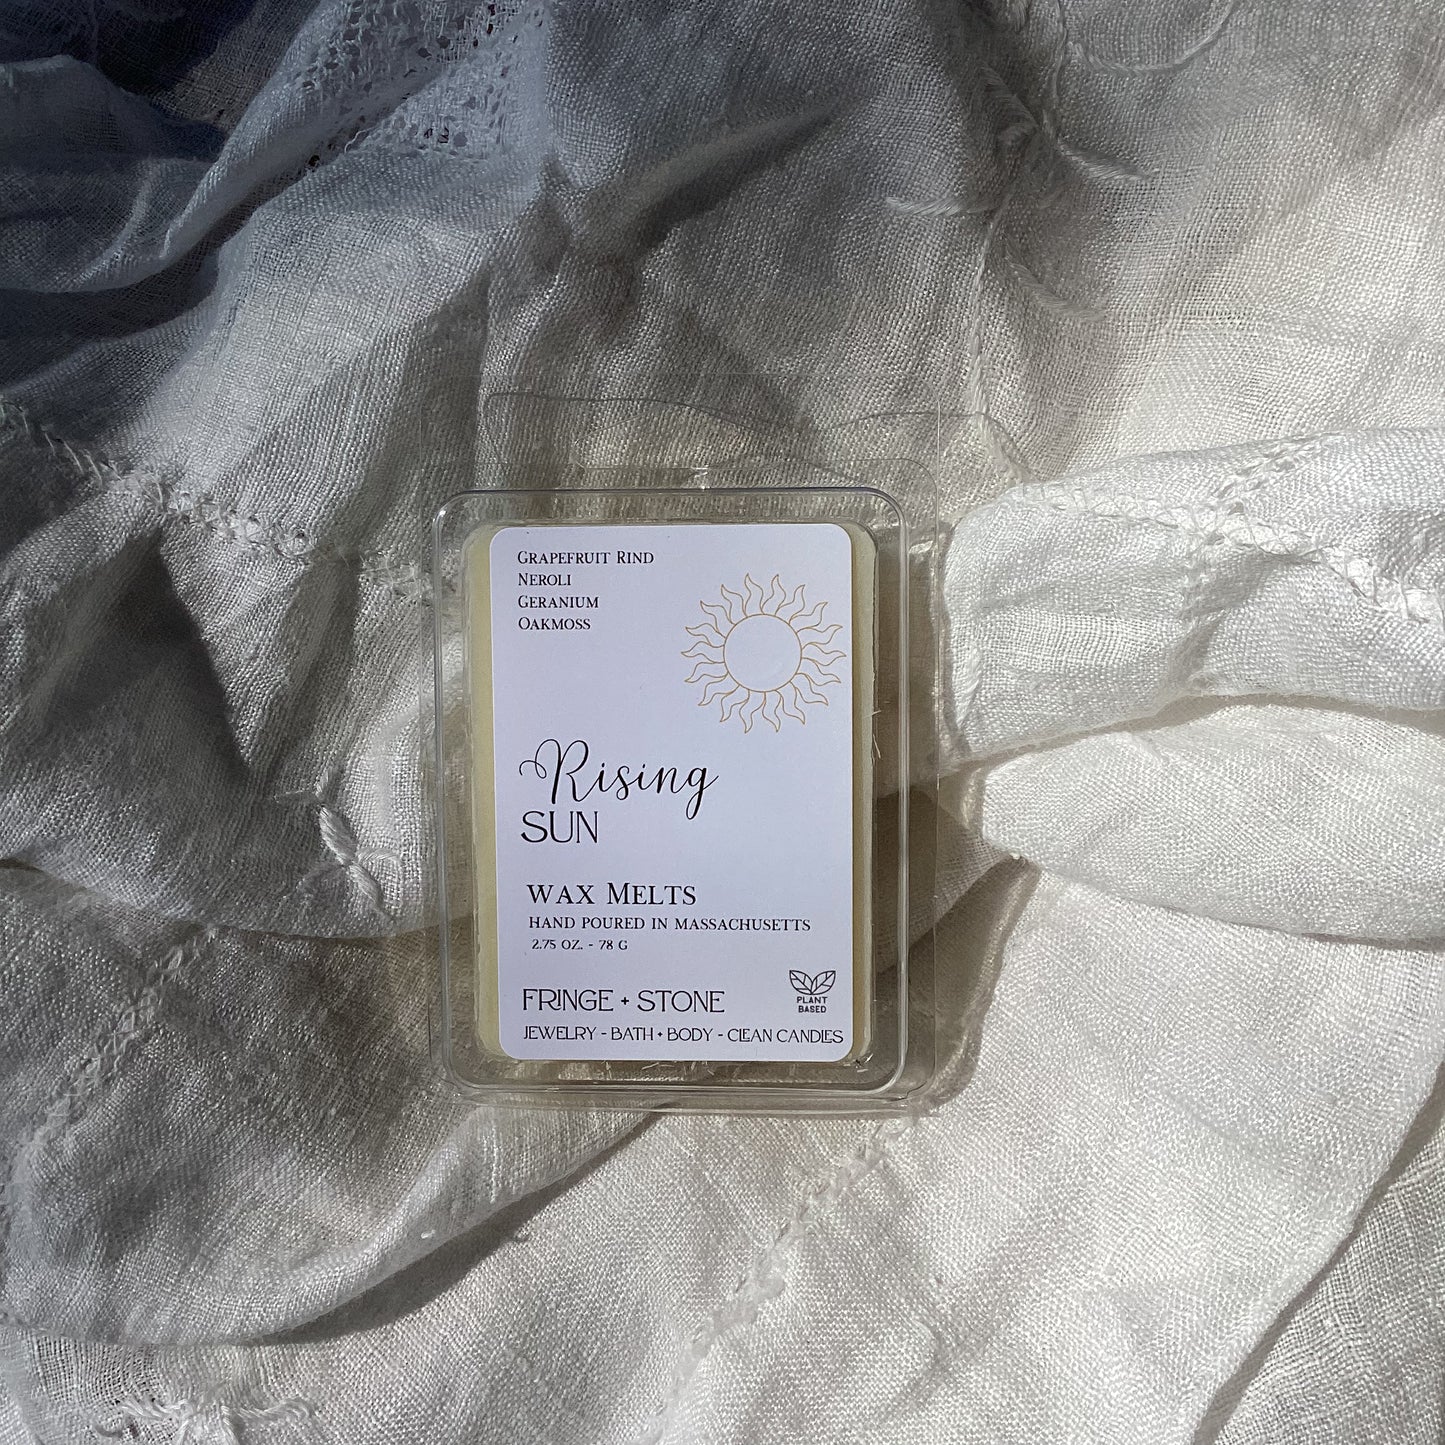 GRAPEFRUIT RIND
NEROLI
GERANIUM
OAKMOSS
Rising
SUN
WAX MELTS
HAND POURED IN MASSACHUSETTS
2.75 OZ. - 78 G
FRINGE + STONE
JEWELRY - BATH + BODY - CLEAN CANDLES
PLANT
BASED